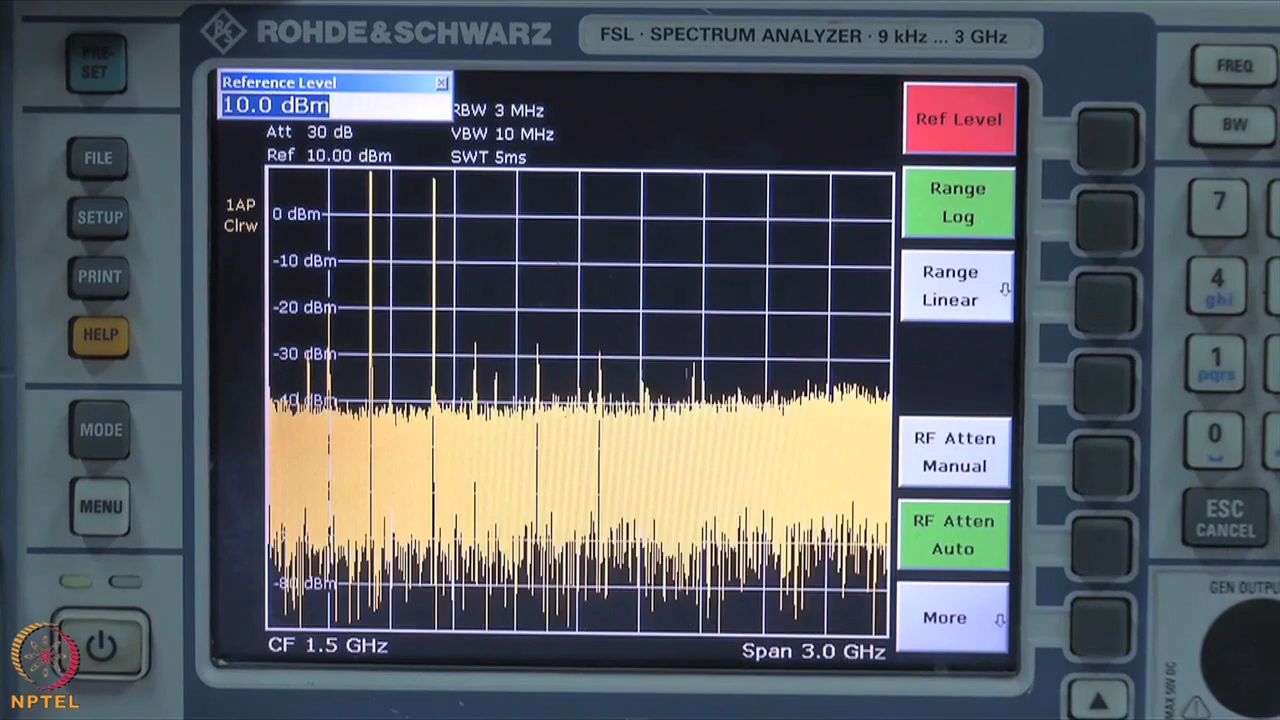 ROHDE & SCHWARZ
FSL · SPECTRUM ANALYZER · 9 kHz ... 3 GHz
PRE-
SET
FILE
SETUP
PRINT
HELP
MODE
MENU
Reference Level
10.0 dBm
RBW 3 MHz
Att 30 dB
VBW 10 MHz
Ref 10.00 dBm
SWT 5ms
1AP
Clrw
0 dBm
-10 dBm
-20 dBm
-30 dBm
-40 dBm
-80 dBm
CF 1.5 GHz
Span 3.0 GHz
Ref Level
Range
Log
Range
Linear
RF Atten
Manual
RF Atten
Auto
More
FREQ
BW
7
4
ghi
1
pqrs
0
ESC
CANCEL
MAX 50V DC
NPTEL